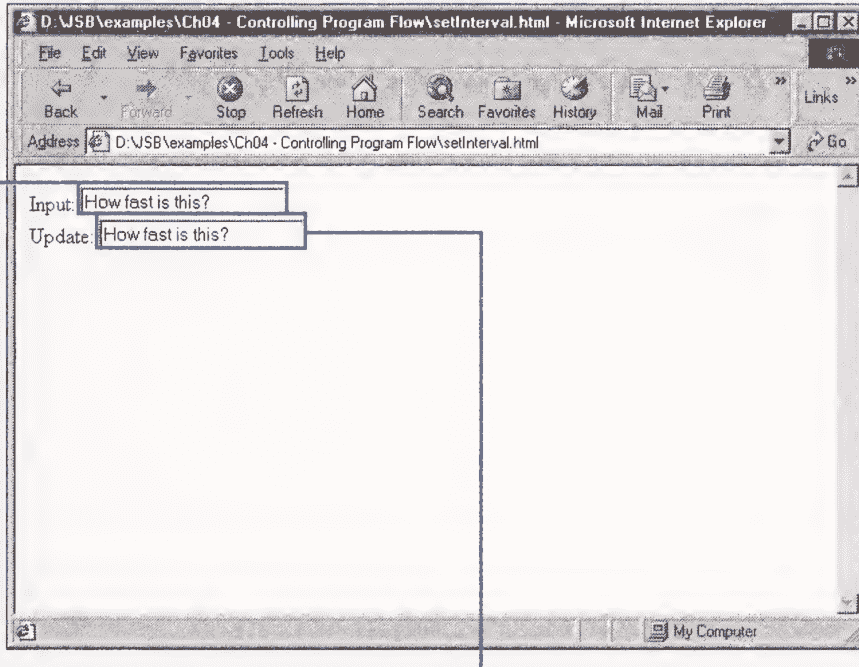 D:\JSB\examples\Ch04 - Controlling Program Flow\setInterval.html - Microsoft Internet Explorer
File Edit View Favorites Tools Help
Back Forward Stop Refresh Home Search Favorites History Mail Print » Links »
Address D:\JSB\examples\Ch04 - Controlling Program Flow\setInterval.html Go
Input: How fast is this?
Update: How fast is this?
My Computer